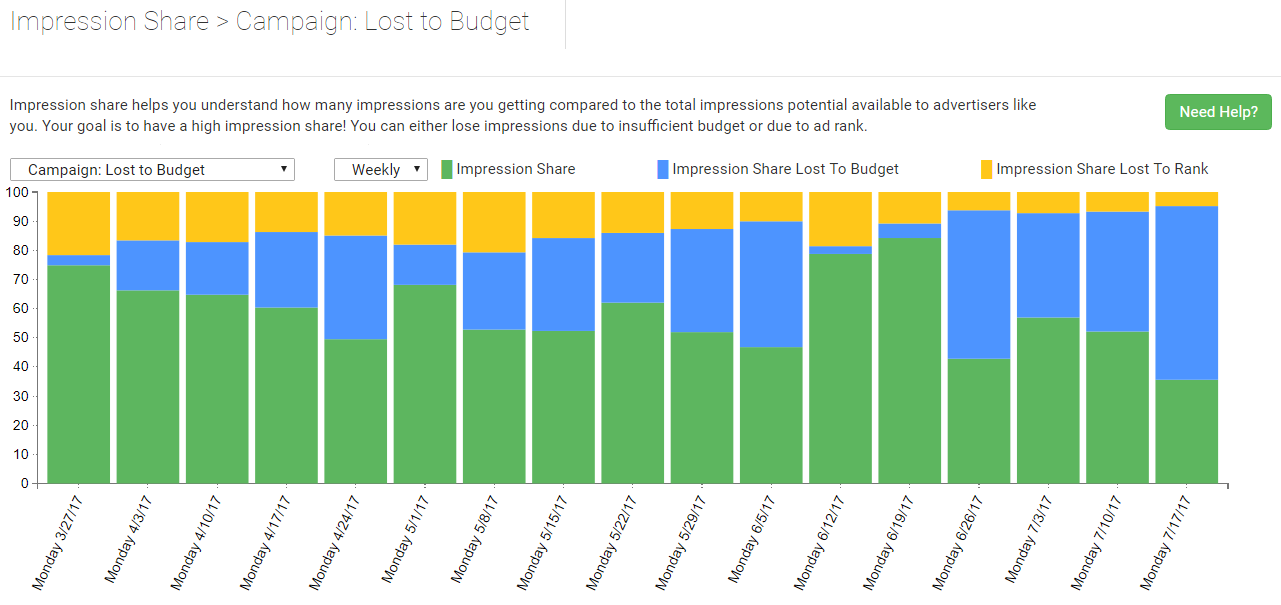 Impression Share > Campaign: Lost to Budget
Impression share helps you understand how many impressions are you getting compared to the total impressions potential available to advertisers like
you. Your goal is to have a high impression share! You can either lose impressions due to insufficient budget or due to ad rank.
Need Help?
Campaign: Lost to Budget
Weekly
Impression Share
Impression Share Lost To Budget
Impression Share Lost To Rank
100
90
80
70
60
50
40
30
20
10
0
Monday 3/27/17
Monday 4/3/17
Monday 4/10/17
Monday 4/17/17
Monday 4/24/17
Monday 5/1/17
Monday 5/8/17
Monday 5/15/17
Monday 5/22/17
Monday 5/29/17
Monday 6/5/17
Monday 6/12/17
Monday 6/19/17
Monday 6/26/17
Monday 7/3/17
Monday 7/10/17
Monday 7/17/17